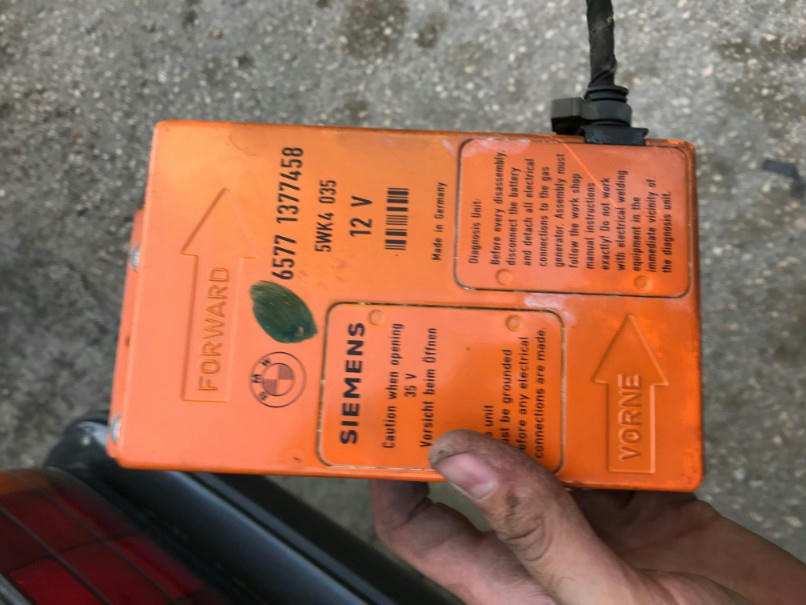 FORWARD
BMW
6577 1377458
5WK4 035
12 V
Made in Germany
SIEMENS
Caution when opening
35 V
Vorsicht beim Öffnen
unit
be grounded
before any electrical
connections are made.
Diagnosis Unit:
Before every disassembly
disconnect the battery
and detach all electrical
connections to the gas
generator. Assembly must
follow the work shop
manual instructions
exactly! Do not work
with electrical welding
equipment in the
immediate vicinity of
the diagnosis unit.
VORNE